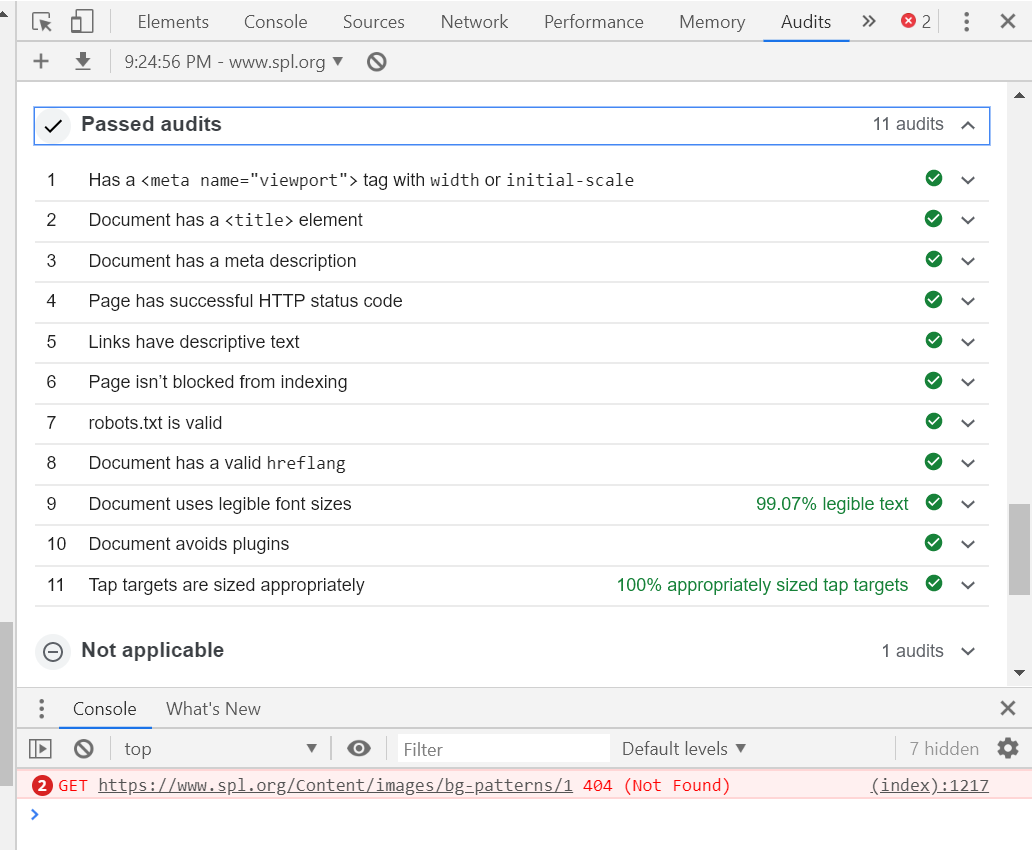 Elements Console Sources Network Performance Memory Audits 2
9:24:56 PM - www.spl.org
Passed audits 11 audits
1 Has a <meta name="viewport"> tag with width or initial-scale
2 Document has a <title> element
3 Document has a meta description
4 Page has successful HTTP status code
5 Links have descriptive text
6 Page isn’t blocked from indexing
7 robots.txt is valid
8 Document has a valid hreflang
9 Document uses legible font sizes 99.07% legible text
10 Document avoids plugins
11 Tap targets are sized appropriately 100% appropriately sized tap targets
Not applicable 1 audits
Console What's New
top Filter Default levels 7 hidden
2 GET https://www.spl.org/Content/images/bg-patterns/1 404 (Not Found) (index):1217